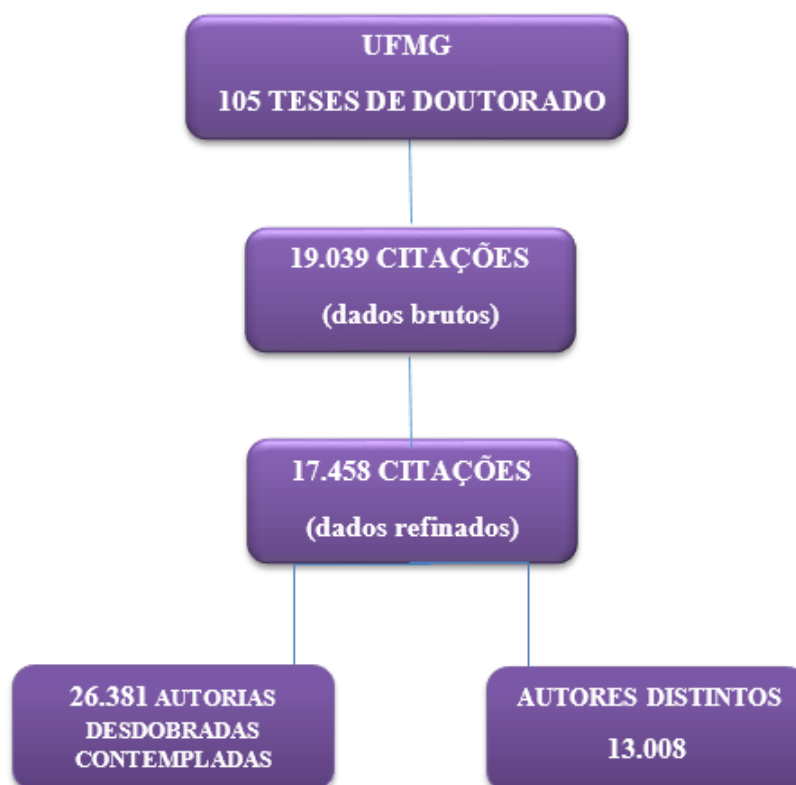 UFMG
105 TESES DE DOUTORADO
19.039 CITAÇÕES
(dados brutos)
17.458 CITAÇÕES
(dados refinados)
26.381 AUTORIAS
DESDOBRADAS
CONTEMPLADAS
AUTORES DISTINTOS
13.008